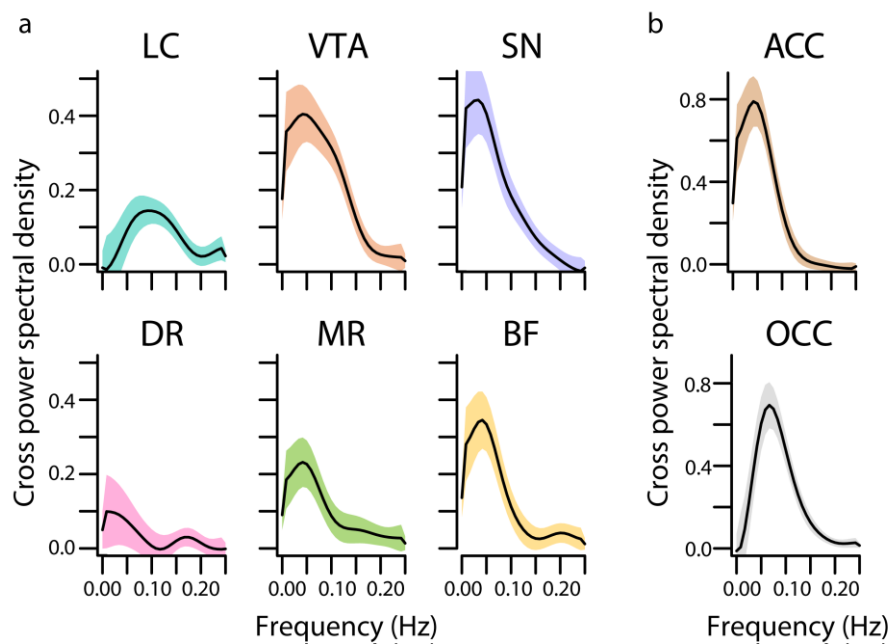 a
b
LC
VTA
SN
ACC
Cross power spectral density
0.4
0.2
0.0
Cross power spectral density
0.8
0.4
0.0
DR
MR
BF
OCC
0.4
0.2
0.0
0.8
0.4
0.0
0.00 0.10 0.20
0.00 0.10 0.20
0.00 0.10 0.20
0.00 0.10 0.20
Frequency (Hz)
Frequency (Hz)